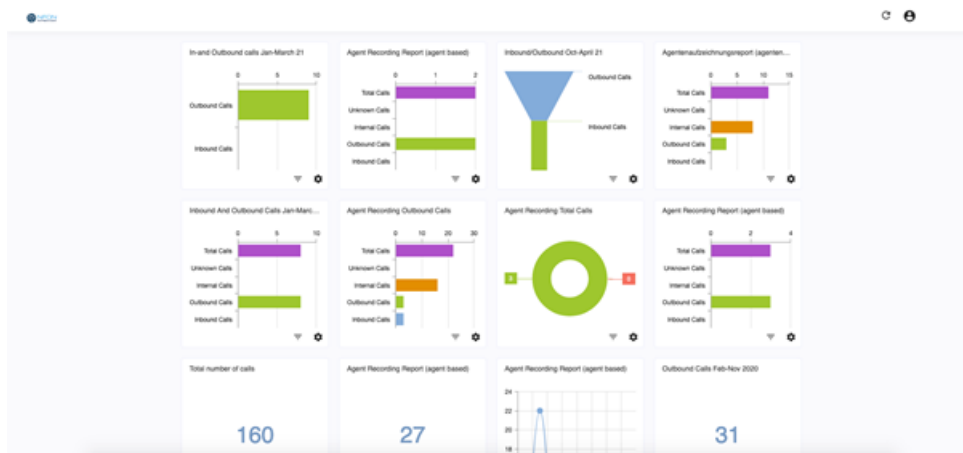 In-and Outbound calls Jan-March 21
0 5 10
Outbound Calls
Inbound Calls
Agent Recording Report (agent based)
0 1 2
Total Calls
Unknown Calls
Internal Calls
Outbound Calls
Inbound Calls
Inbound/Outbound Oct-April 21
Outbound Calls
Inbound Calls
Agentenaufzeichnungsreport (agenten...
0 5 10 15
Total Calls
Unknown Calls
Internal Calls
Outbound Calls
Inbound Calls
Inbound And Outbound Calls Jan-Marc...
0 5 10
Total Calls
Unknown Calls
Internal Calls
Outbound Calls
Inbound Calls
Agent Recording Outbound Calls
0 10 20 30
Total Calls
Unknown Calls
Internal Calls
Outbound Calls
Inbound Calls
Agent Recording Total Calls
Agent Recording Report (agent based)
0 2 4
Total Calls
Unknown Calls
Internal Calls
Outbound Calls
Inbound Calls
Total number of calls
160
Agent Recording Report (agent based)
27
Agent Recording Report (agent based)
24
22
20
18
Outbound Calls Feb-Nov 2020
31